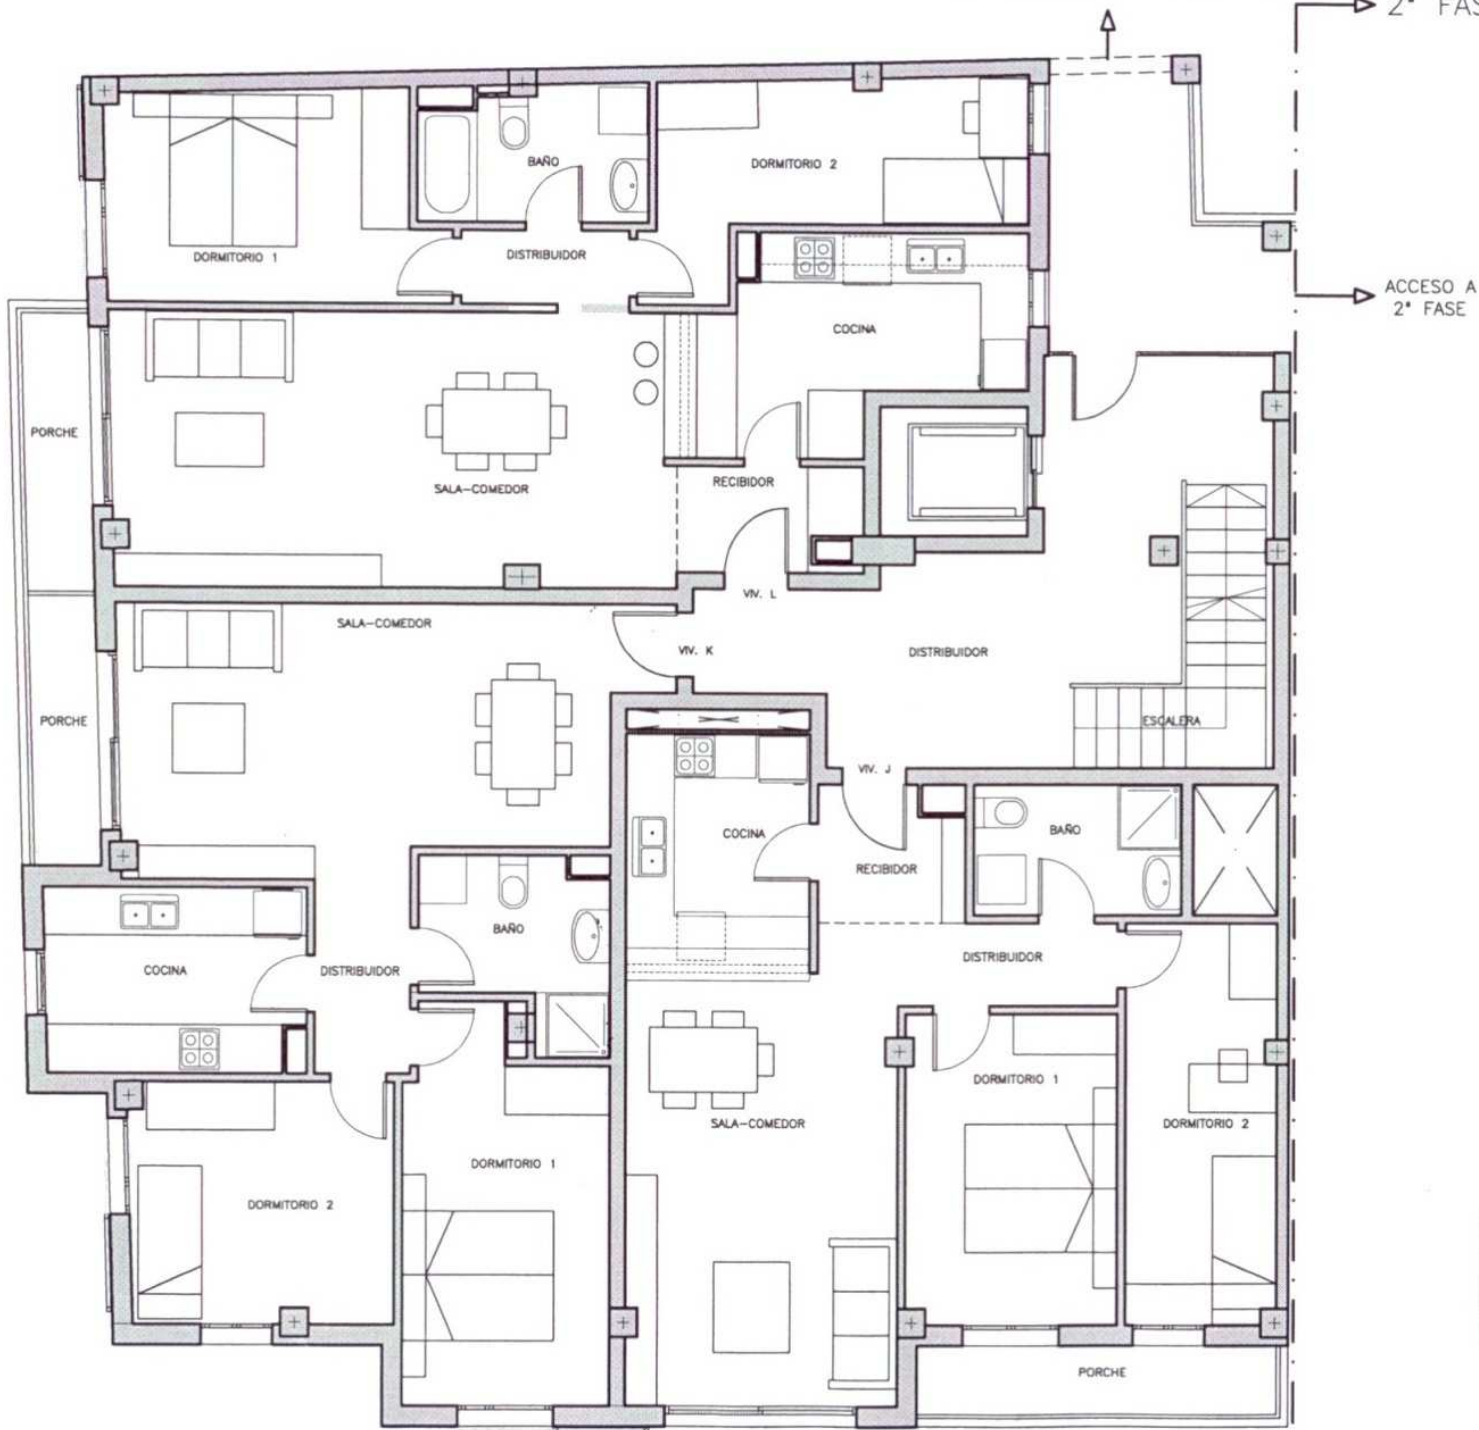 2ª FAS
BAÑO
DORMITORIO 2
DORMITORIO 1
DISTRIBUIDOR
ACCESO A
2ª FASE
COCINA
PORCHE
SALA-COMEDOR
RECIBIDOR
VIV. L
SALA-COMEDOR
VIV. K
DISTRIBUIDOR
PORCHE
ESCALERA
VIV. J
COCINA
BAÑO
RECIBIDOR
BAÑO
COCINA
DISTRIBUIDOR
DISTRIBUIDOR
DORMITORIO 1
SALA-COMEDOR
DORMITORIO 2
DORMITORIO 1
DORMITORIO 2
PORCHE